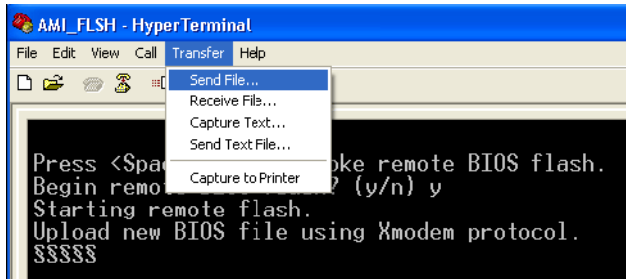 AMI_FLSH - HyperTerminal
File Edit View Call Transfer Help
Send File...
Receive File...
Capture Text...
Send Text File...
Capture to Printer
Press <Spa oke remote BIOS flash.
Begin remo ? (y/n) y
Starting remote flash.
Upload new BIOS file using Xmodem protocol.
§§§§§